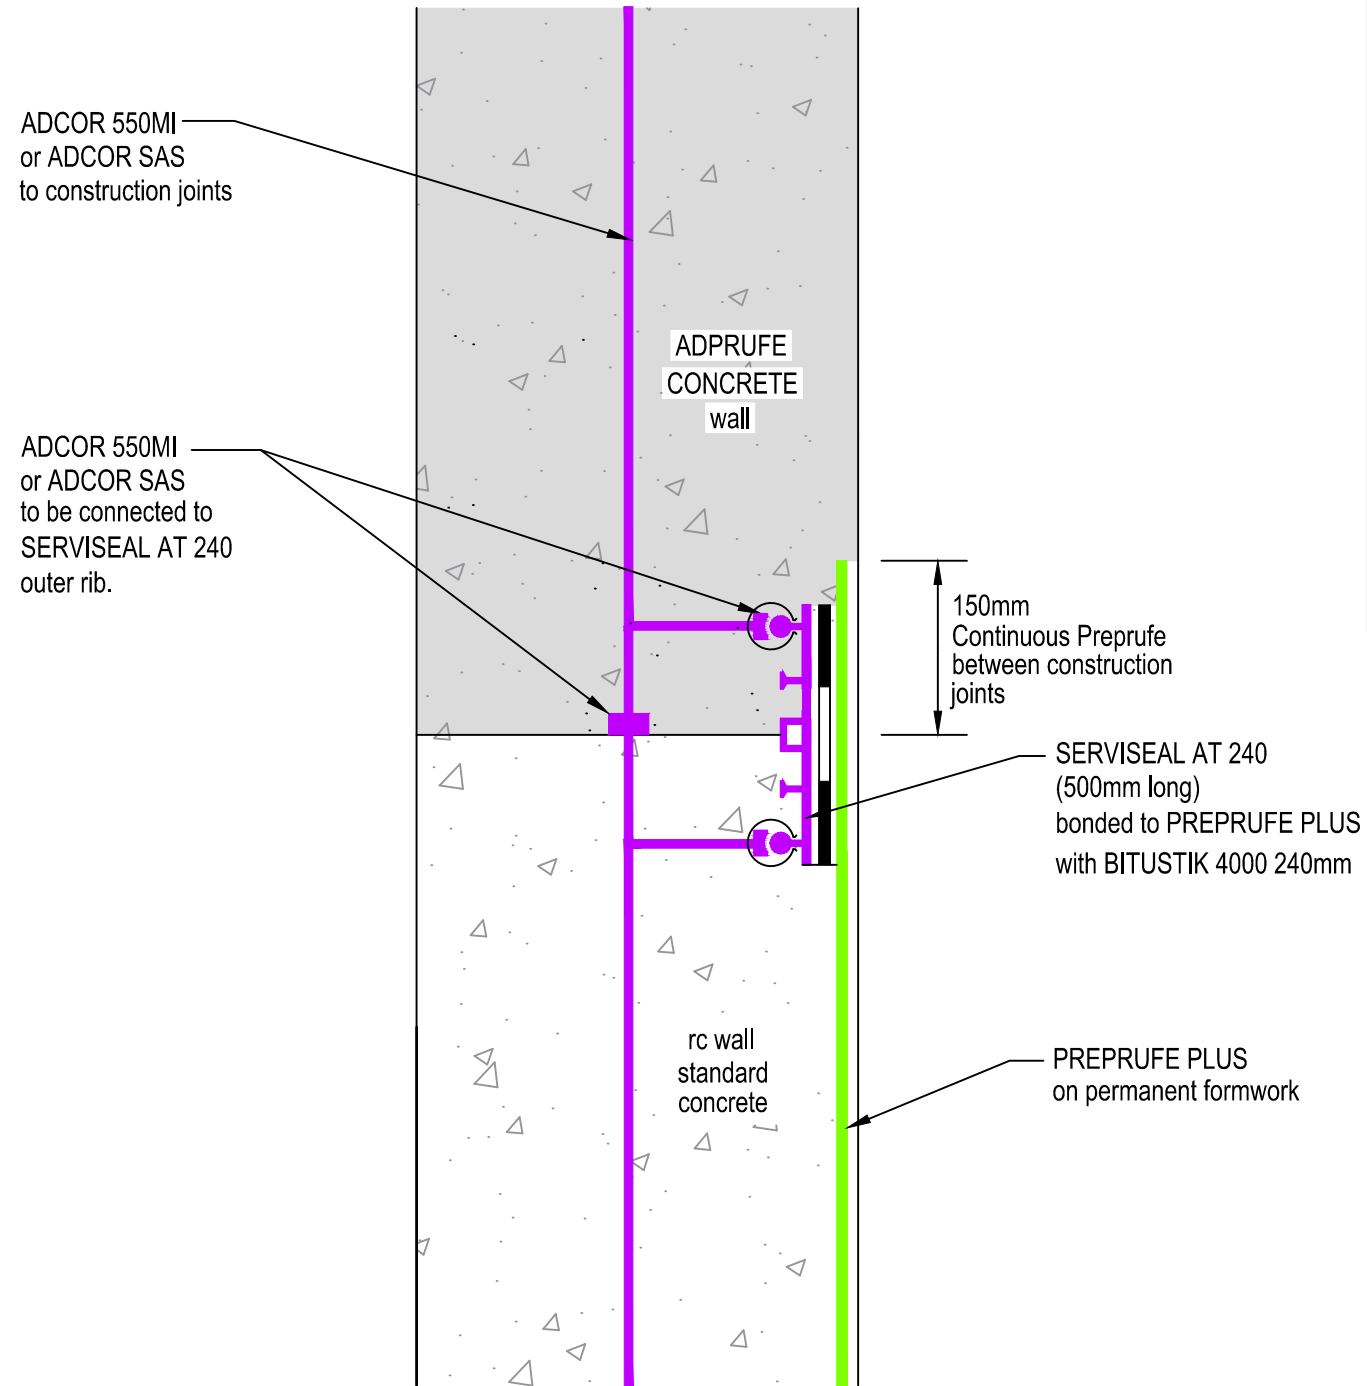 ADCOR 550MI
or ADCOR SAS
to construction joints
ADPRUFE
CONCRETE
wall
ADCOR 550MI
or ADCOR SAS
to be connected to
SERVISEAL AT 240
outer rib.
150mm
Continuous Preprufe
between construction
joints
SERVISEAL AT 240
(500mm long)
bonded to PREPRUFE PLUS
with BITUSTIK 4000 240mm
rc wall
standard
concrete
PREPRUFE PLUS
on permanent formwork